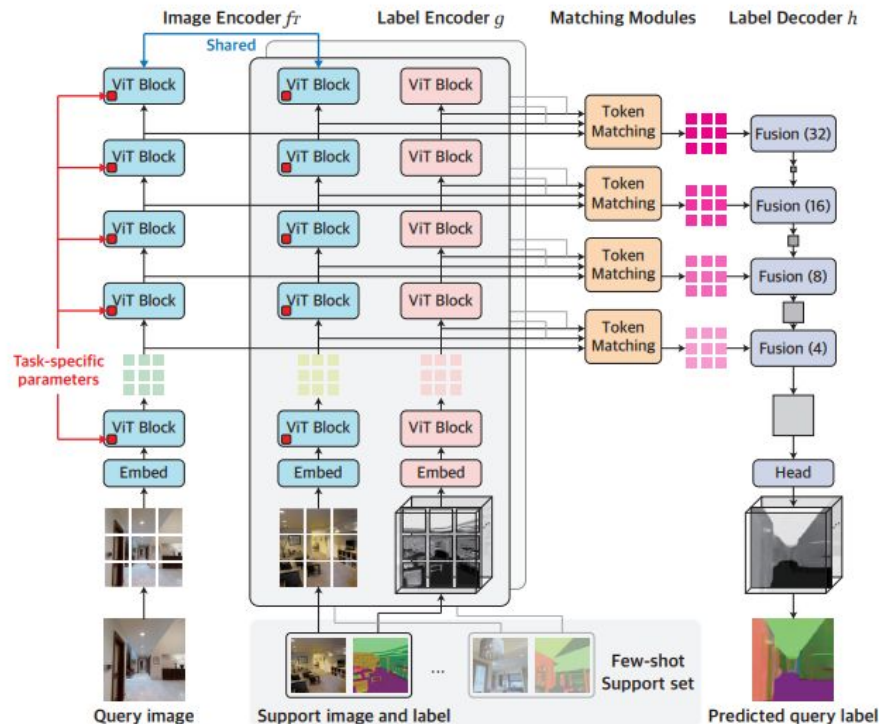 Image Encoder fT
Label Encoder g
Matching Modules
Label Decoder h
Shared
ViT Block
ViT Block
ViT Block
Token
Matching
Fusion (32)
ViT Block
ViT Block
ViT Block
Token
Matching
Fusion (16)
ViT Block
ViT Block
ViT Block
Token
Matching
Fusion (8)
ViT Block
ViT Block
ViT Block
Token
Matching
Fusion (4)
Task-specific
parameters
ViT Block
ViT Block
ViT Block
Embed
Embed
Embed
Head
...
Few-shot
Support set
Query image
Support image and label
Predicted query label